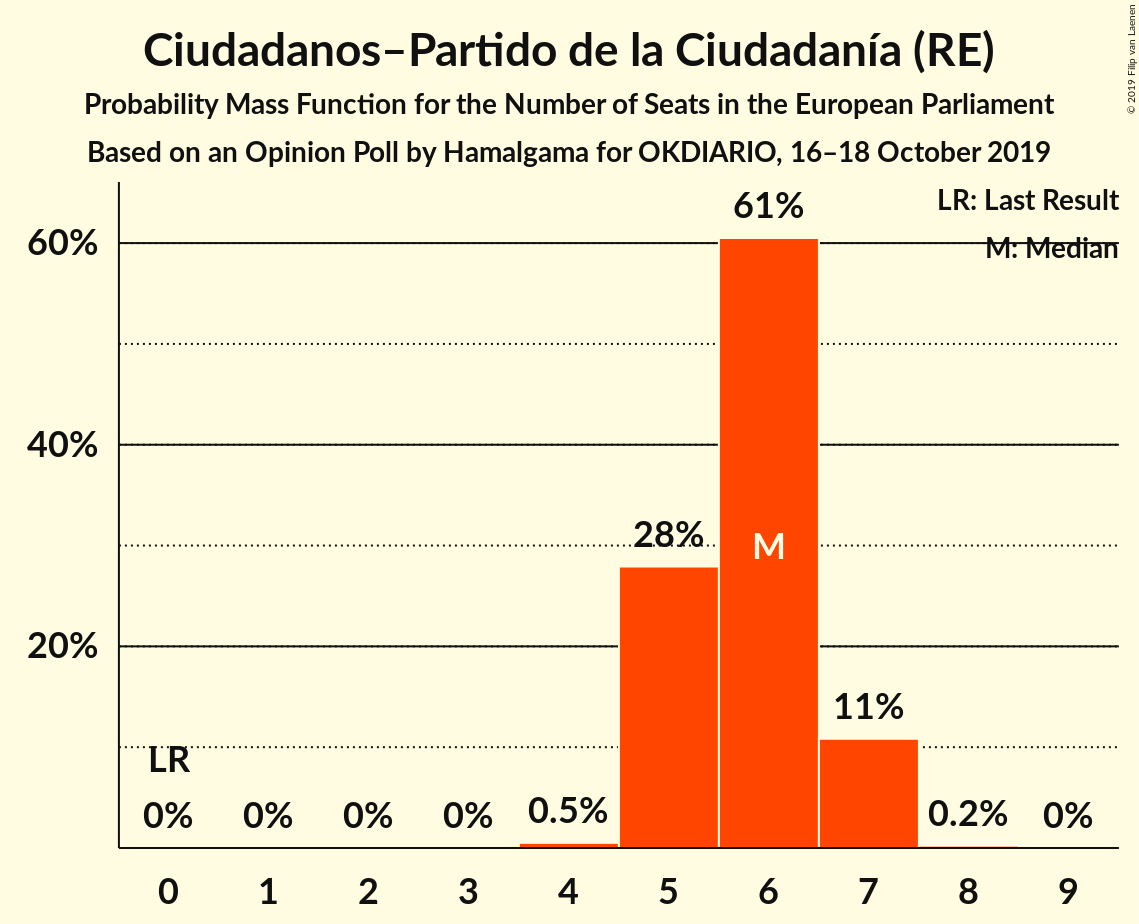 Ciudadanos–Partido de la Ciudadanía (RE)
Probability Mass Function for the Number of Seats in the European Parliament
Based on an Opinion Poll by Hamalgama for OKDIARIO, 16–18 October 2019
© 2019 Filip van Laenen
LR: Last Result
M: Median
60%
40%
20%
61%
28%
M
11%
LR
0%
0%
0%
0%
0.5%
0.2%
0%
0 1 2 3 4 5 6 7 8 9